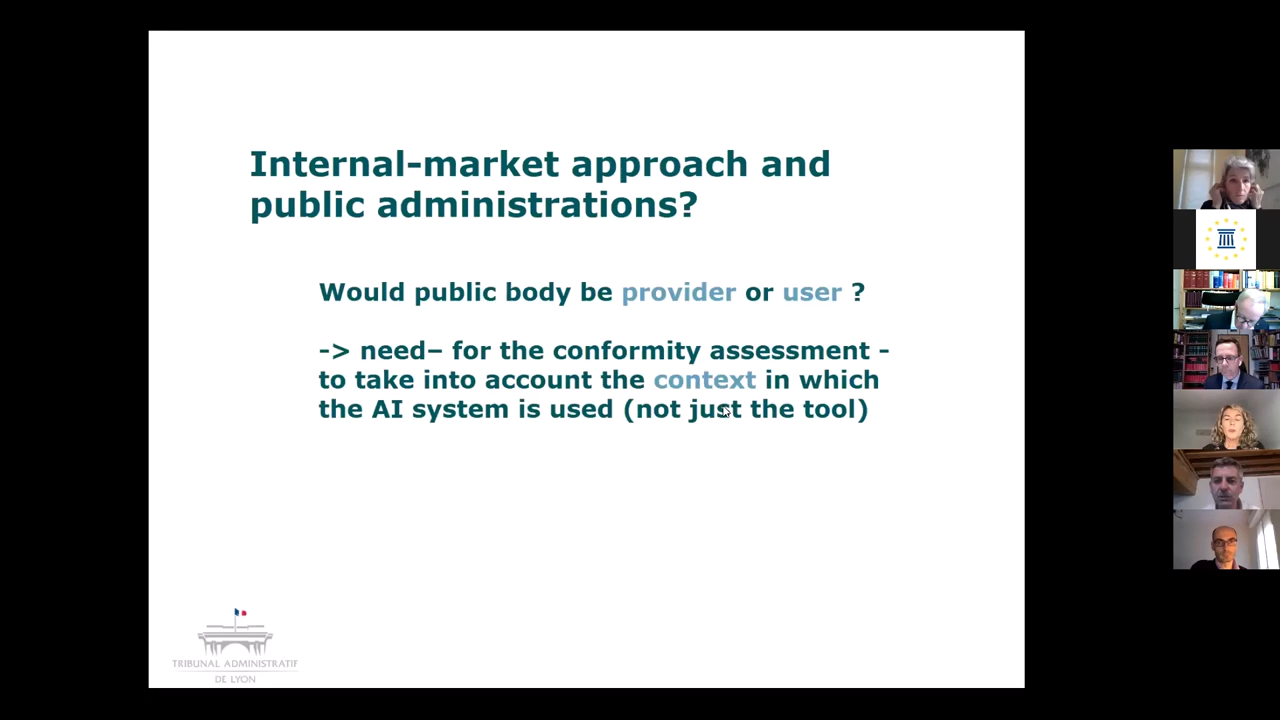 Internal-market approach and
public administrations?
Would public body be provider or user ?
-> need– for the conformity assessment -
to take into account the context in which
the AI system is used (not just the tool)
TRIBUNAL ADMINISTRATIF
DE LYON